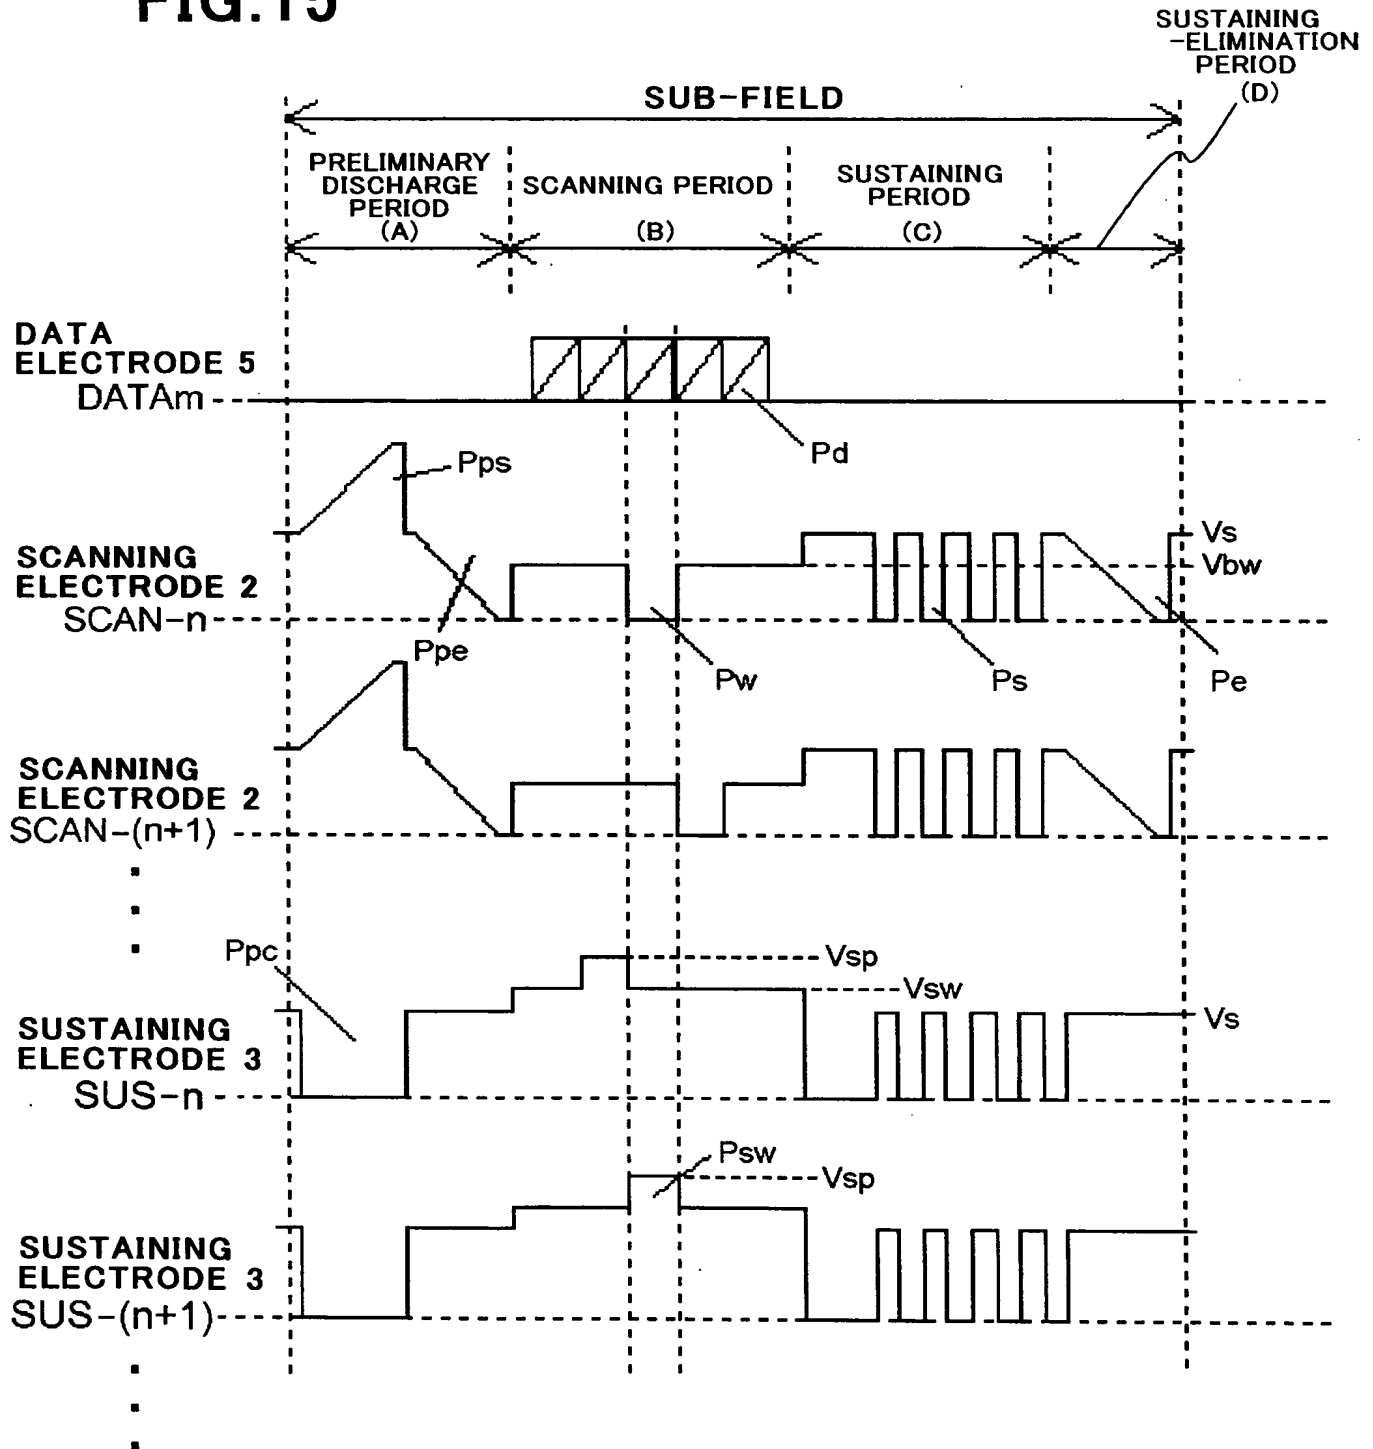 FIG.15
SUSTAINING
-ELIMINATION
PERIOD
(D)
SUB-FIELD
PRELIMINARY
DISCHARGE
PERIOD
(A)
SCANNING PERIOD
(B)
SUSTAINING
PERIOD
(C)
DATA
ELECTRODE 5
DATAm
Pd
Pps
SCANNING
ELECTRODE 2
SCAN-n
Vs
Vbw
Ppe
Pw
Ps
Pe
SCANNING
ELECTRODE 2
SCAN-(n+1)
Ppc
Vsp
Vsw
SUSTAINING
ELECTRODE 3
SUS-n
Vs
Psw
Vsp
SUSTAINING
ELECTRODE 3
SUS-(n+1)